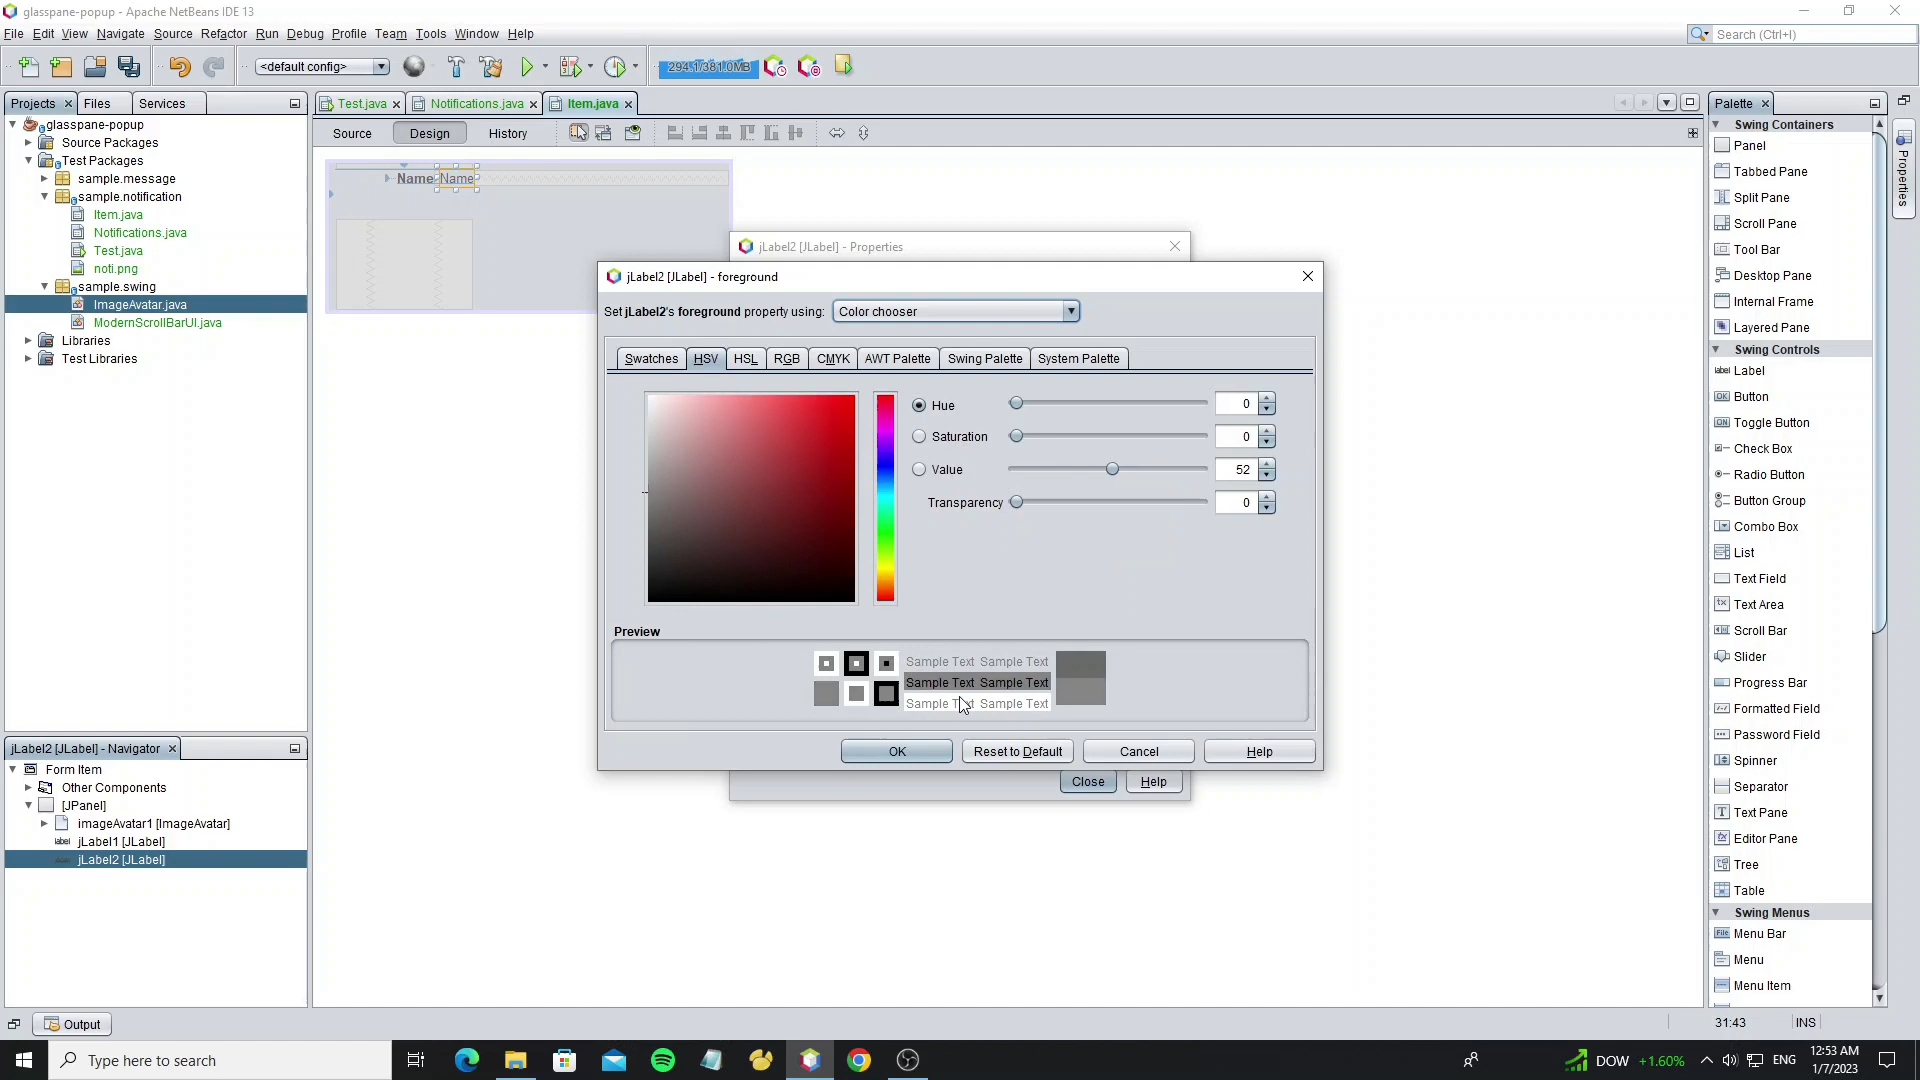 glasspane-popup - Apache NetBeans IDE 13
File Edit View Navigate Source Refactor Run Debug Profile Team Tools Window Help
Search (Ctrl+I)
<default config>
294.1/381.0MB
Projects Files Services
Test.java Notifications.java Item.java
Palette
Source Design History
Properties
glasspane-popup
Source Packages
Test Packages
sample.message
sample.notification
Item.java
Notifications.java
Test.java
noti.png
sample.swing
ImageAvatar.java
ModernScrollBarUI.java
Libraries
Test Libraries
Name Name
jLabel2 [JLabel] - Properties
jLabel2 [JLabel] - foreground
Set jLabel2's foreground property using: Color chooser
Swatches HSV HSL RGB CMYK AWT Palette Swing Palette System Palette
Hue 0
Saturation 0
Value 52
Transparency 0
Preview
Sample Text Sample Text
Sample Text Sample Text
Sample Text Sample Text
OK Reset to Default Cancel Help
Close Help
Swing Containers
Panel
Tabbed Pane
Split Pane
Scroll Pane
Tool Bar
Desktop Pane
Internal Frame
Layered Pane
Swing Controls
label Label
OK Button
ON Toggle Button
Check Box
Radio Button
Button Group
Combo Box
List
Text Field
Text Area
Scroll Bar
Slider
Progress Bar
Formatted Field
Password Field
Spinner
Separator
Text Pane
Editor Pane
Tree
Table
Swing Menus
Menu Bar
Menu
Menu Item
jLabel2 [JLabel] - Navigator
Form Item
Other Components
[JPanel]
imageAvatar1 [ImageAvatar]
label jLabel1 [JLabel]
jLabel2 [JLabel]
Output
31:43 INS
Type here to search
DOW +1.60%
ENG
12:53 AM
1/7/2023